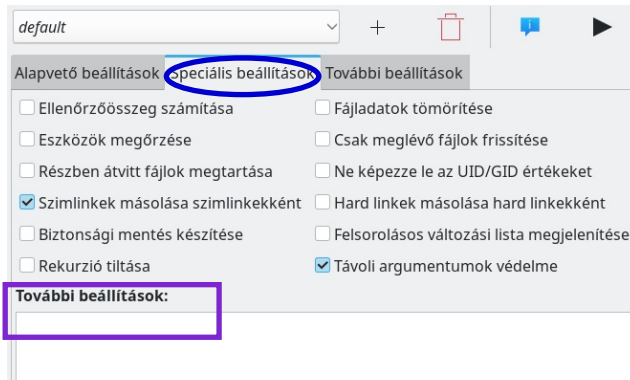 default
Alapvető beállítások Speciális beállítások További beállítások
Ellenőrzőösszeg számítása Fájladatok tömörítése
Eszközök megőrzése Csak meglévő fájlok frissítése
Részben átvitt fájlok megtartása Ne képezze le az UID/GID értékeket
Szimlinkek másolása szimlinkekként Hard linkek másolása hard linkekként
Biztonsági mentés készítése Felsorolásos változási lista megjelenítése
Rekurzió tiltása Távoli argumentumok védelme
További beállítások: